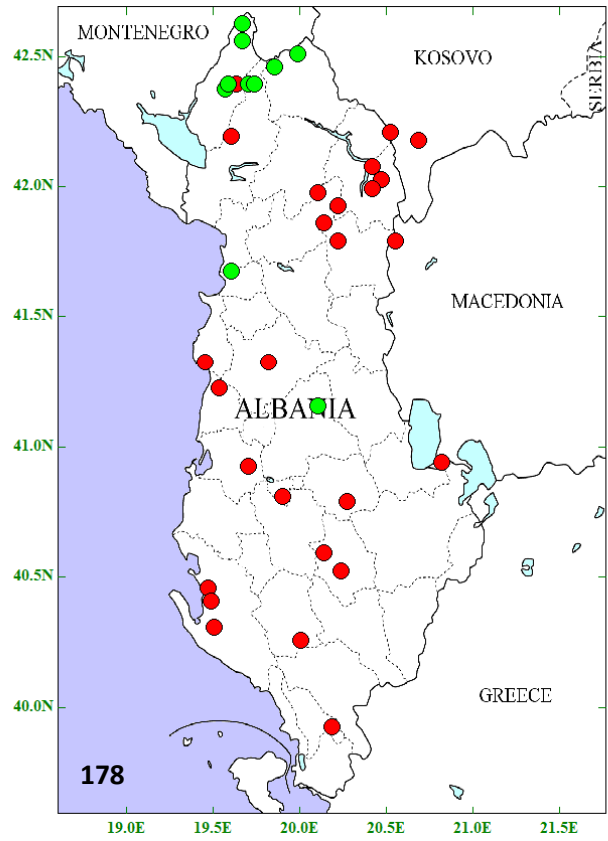 MONTENEGRO
KOSOVO
SERBIA
42.5N
42.0N
MACEDONIA
41.5N
ALBANIA
41.0N
40.5N
GREECE
40.0N
178
19.0E 19.5E 20.0E 20.5E 21.0E 21.5E